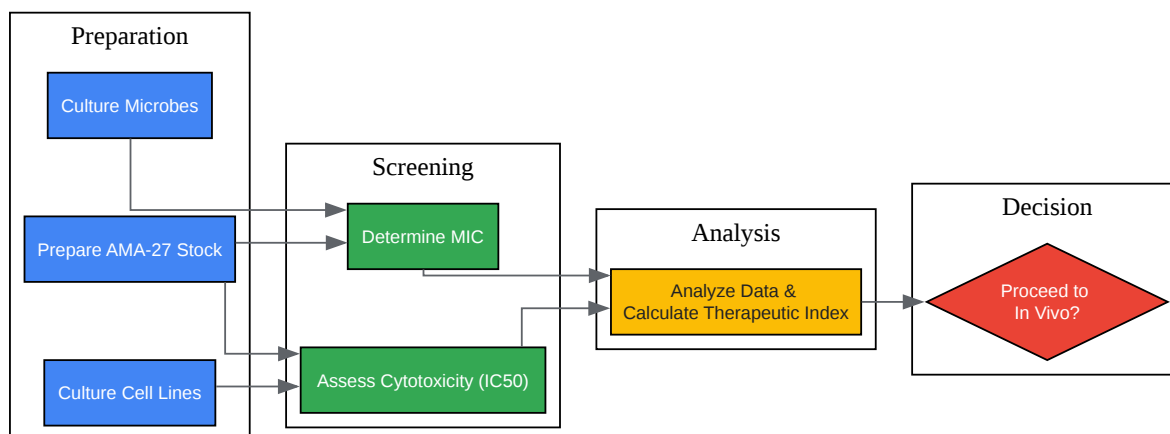 Preparation
Culture Microbes
Prepare AMA-27 Stock
Culture Cell Lines
Screening
Determine MIC
Assess Cytotoxicity (IC50)
Analysis
Analyze Data &
Calculate Therapeutic Index
Decision
Proceed to
In Vivo?